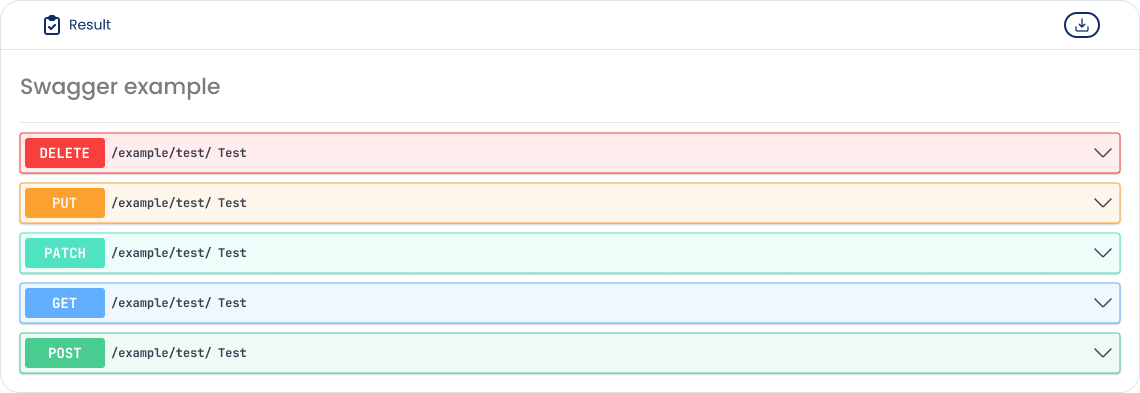 Result
Swagger example
DELETE /example/test/ Test
PUT /example/test/ Test
PATCH /example/test/ Test
GET /example/test/ Test
POST /example/test/ Test